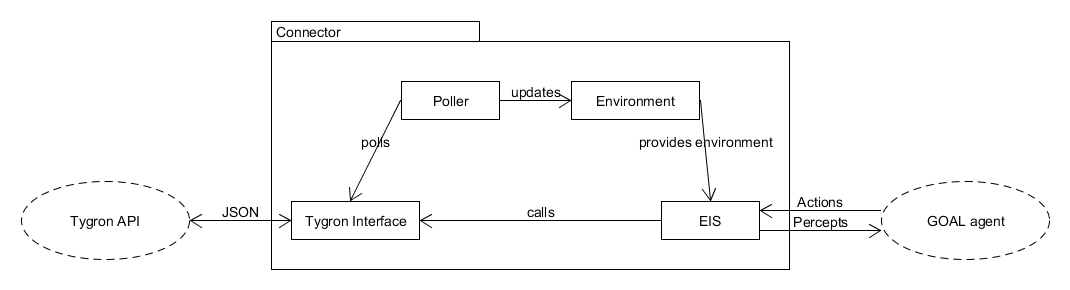 Connector
Poller
updates
Environment
polls
provides environment
Tygron API
JSON
Tygron Interface
calls
EIS
Actions
Percepts
GOAL agent